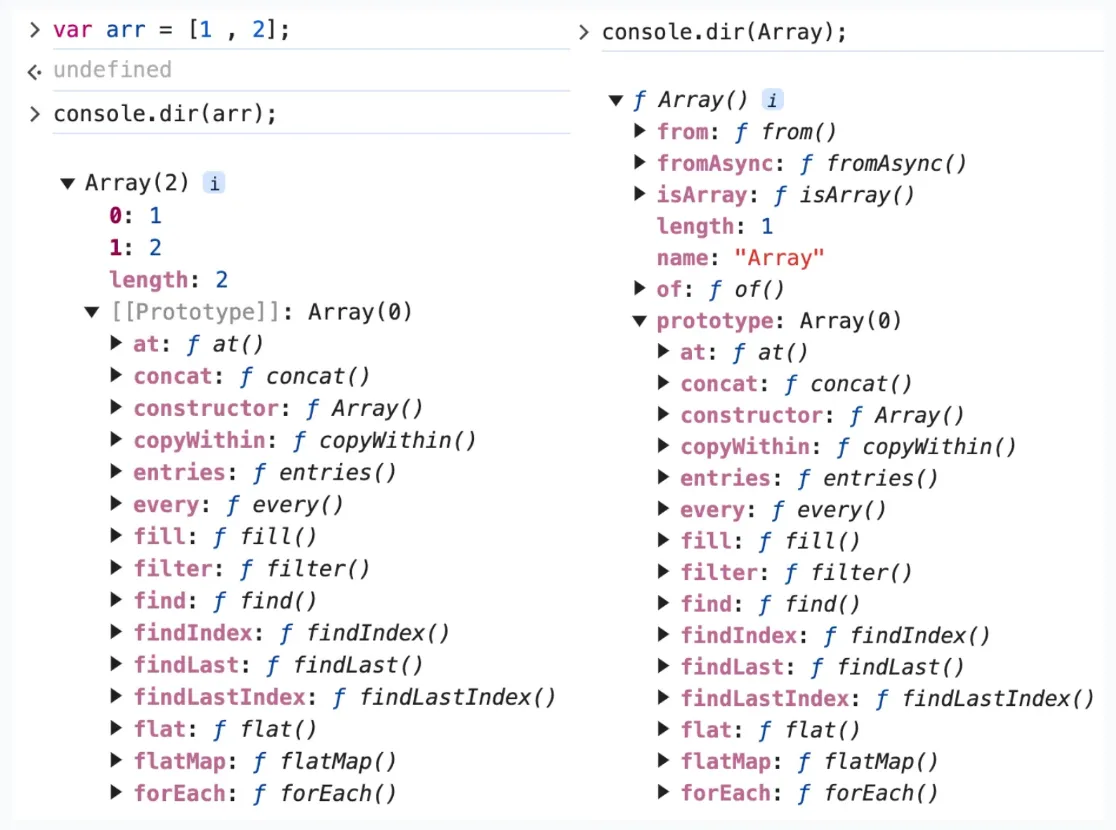 > var arr = [1 , 2];
undefined
> console.dir(arr);
▼ Array(2) i
0: 1
1: 2
length: 2
▼ [[Prototype]]: Array(0)
▶ at: ƒ at()
▶ concat: ƒ concat()
▶ constructor: ƒ Array()
▶ copyWithin: ƒ copyWithin()
▶ entries: ƒ entries()
▶ every: ƒ every()
▶ fill: ƒ fill()
▶ filter: ƒ filter()
▶ find: ƒ find()
▶ findIndex: ƒ findIndex()
▶ findLast: ƒ findLast()
▶ findLastIndex: ƒ findLastIndex()
▶ flat: ƒ flat()
▶ flatMap: ƒ flatMap()
▶ forEach: ƒ forEach()
> console.dir(Array);
▼ ƒ Array() i
▶ from: ƒ from()
▶ fromAsync: ƒ fromAsync()
▶ isArray: ƒ isArray()
length: 1
name: "Array"
▶ of: ƒ of()
▼ prototype: Array(0)
▶ at: ƒ at()
▶ concat: ƒ concat()
▶ constructor: ƒ Array()
▶ copyWithin: ƒ copyWithin()
▶ entries: ƒ entries()
▶ every: ƒ every()
▶ fill: ƒ fill()
▶ filter: ƒ filter()
▶ find: ƒ find()
▶ findIndex: ƒ findIndex()
▶ findLast: ƒ findLast()
▶ findLastIndex: ƒ findLastIndex()
▶ flat: ƒ flat()
▶ flatMap: ƒ flatMap()
▶ forEach: ƒ forEach()